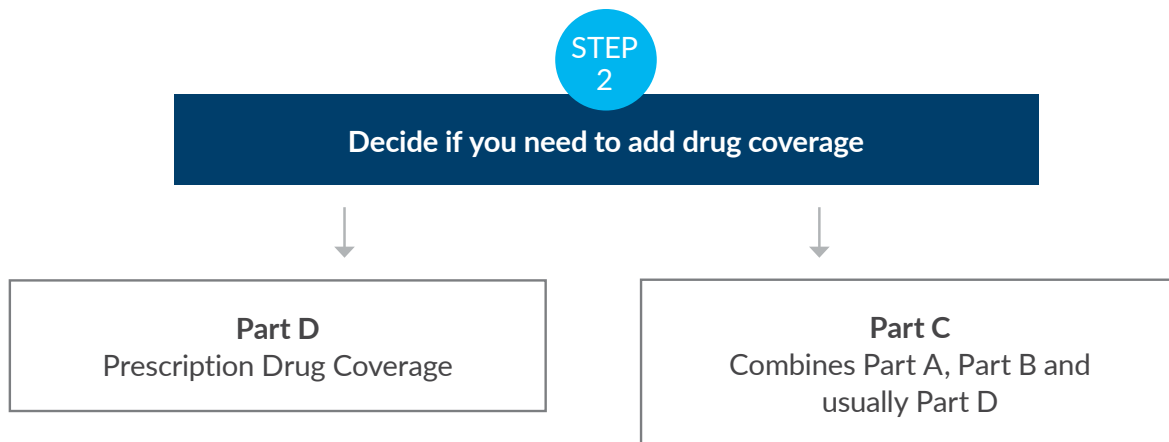 STEP
2
Decide if you need to add drug coverage
Part D
Prescription Drug Coverage
Part C
Combines Part A, Part B and
usually Part D